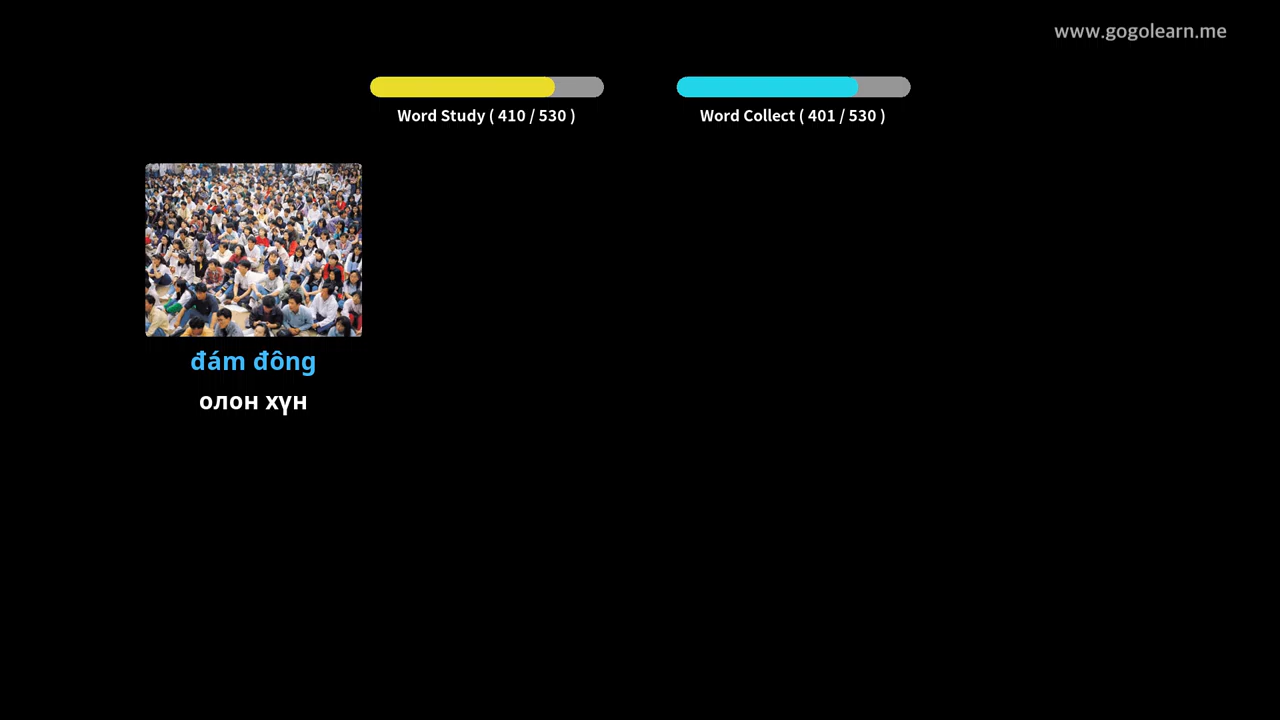 www.gogolearn.me
Word Study ( 410 / 530 )
Word Collect ( 401 / 530 )
đám đông
олон хүн